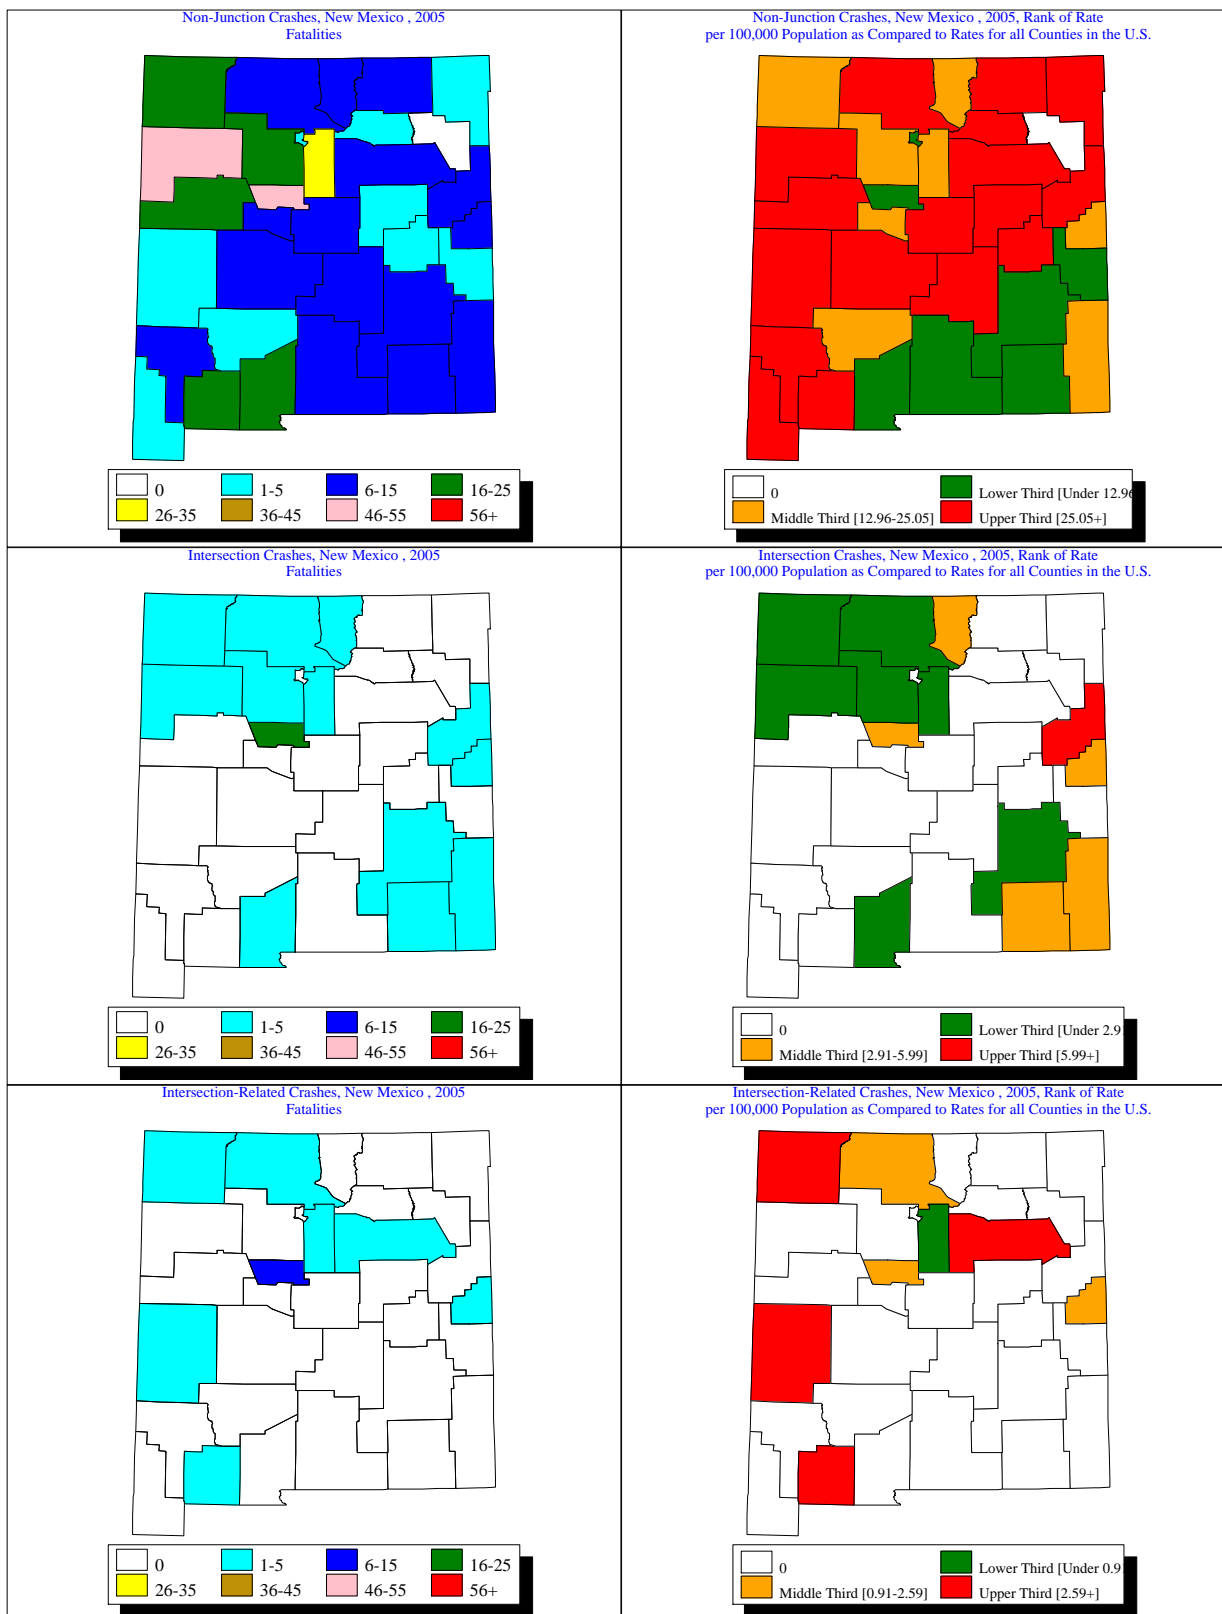 Non-Junction Crashes, New Mexico , 2005
Fatalities
0
1-5
6-15
16-25
26-35
36-45
46-55
56+
Non-Junction Crashes, New Mexico , 2005, Rank of Rate
per 100,000 Population as Compared to Rates for all Counties in the U.S.
0
Lower Third [Under 12.96
Middle Third [12.96-25.05]
Upper Third [25.05+]
Intersection Crashes, New Mexico , 2005
Fatalities
0
1-5
6-15
16-25
26-35
36-45
46-55
56+
Intersection Crashes, New Mexico , 2005, Rank of Rate
per 100,000 Population as Compared to Rates for all Counties in the U.S.
0
Lower Third [Under 2.91
Middle Third [2.91-5.99]
Upper Third [5.99+]
Intersection-Related Crashes, New Mexico , 2005
Fatalities
0
1-5
6-15
16-25
26-35
36-45
46-55
56+
Intersection-Related Crashes, New Mexico , 2005, Rank of Rate
per 100,000 Population as Compared to Rates for all Counties in the U.S.
0
Lower Third [Under 0.91
Middle Third [0.91-2.59]
Upper Third [2.59+]